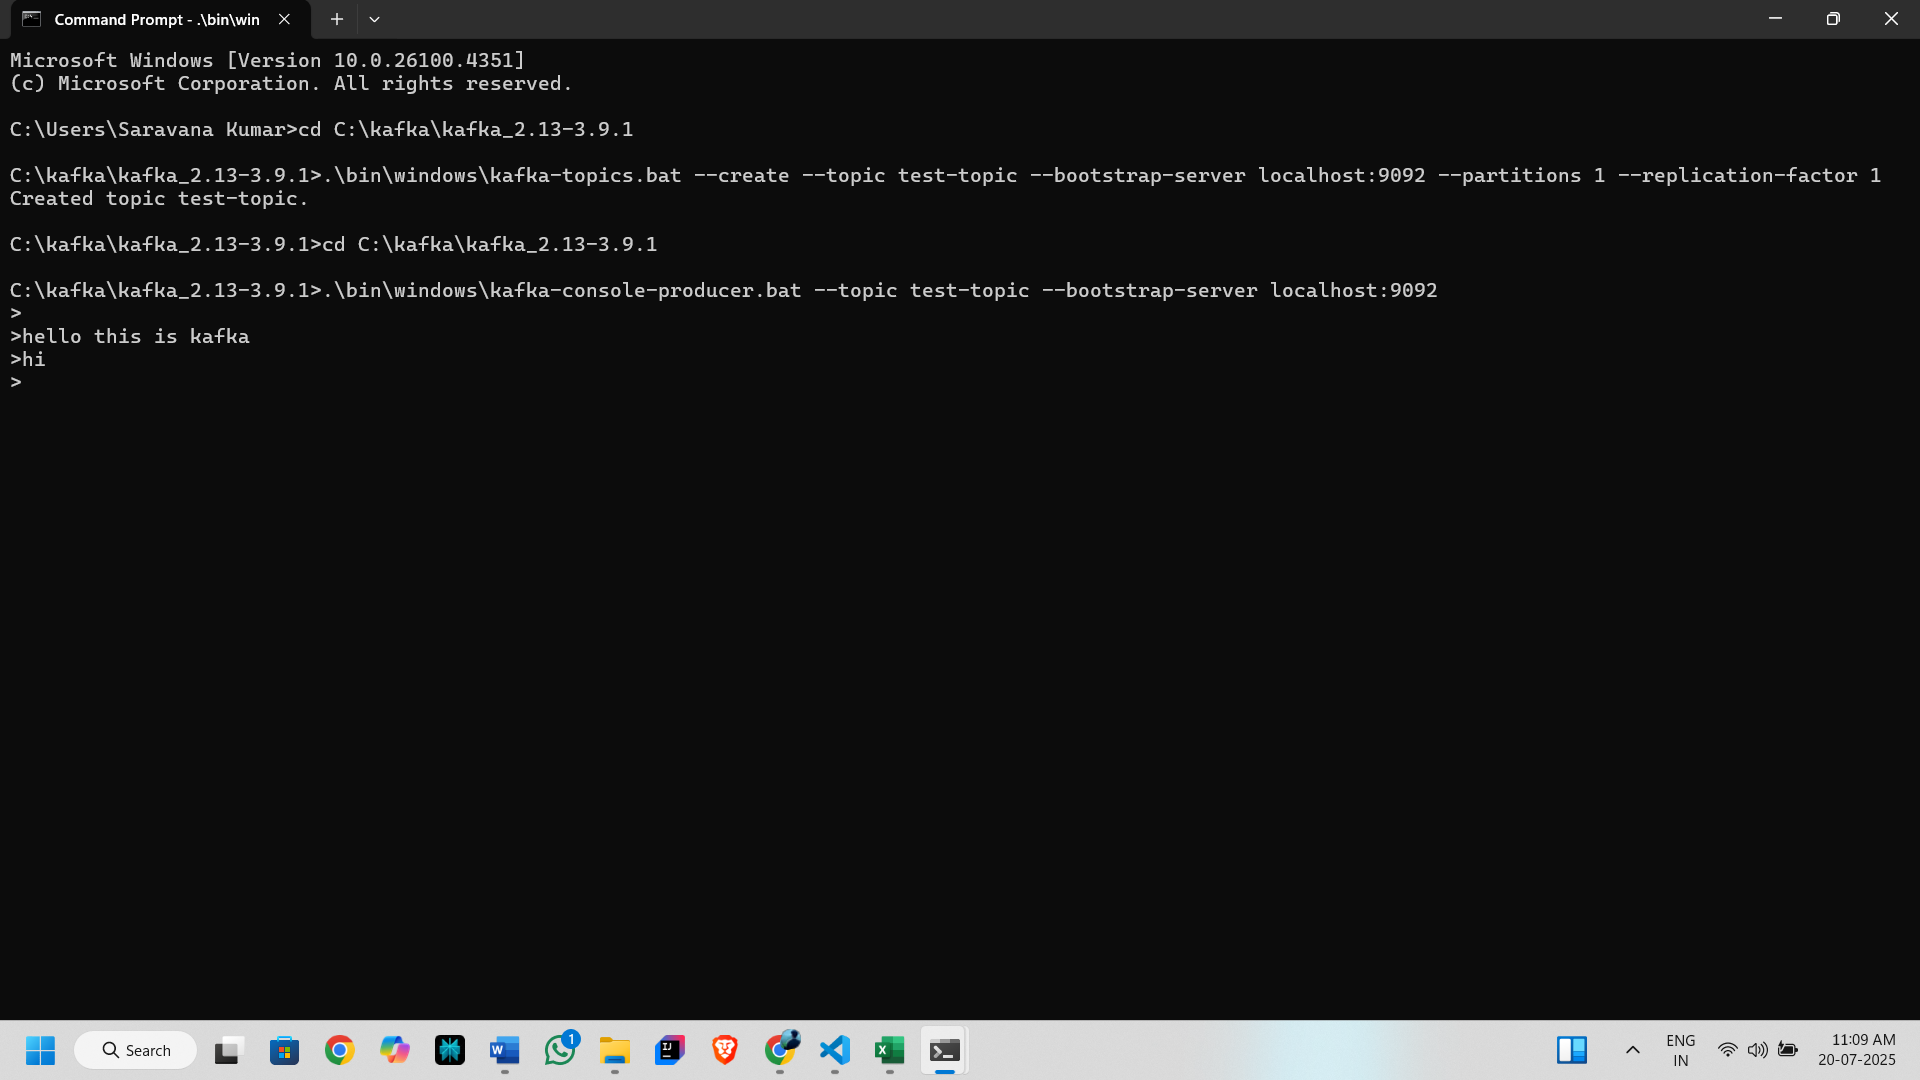 Command Prompt - .\bin\win
Microsoft Windows [Version 10.0.26100.4351]
(c) Microsoft Corporation. All rights reserved.
C:\Users\Saravana Kumar>cd C:\kafka\kafka_2.13-3.9.1
C:\kafka\kafka_2.13-3.9.1>.\bin\windows\kafka-topics.bat --create --topic test-topic --bootstrap-server localhost:9092 --partitions 1 --replication-factor 1
Created topic test-topic.
C:\kafka\kafka_2.13-3.9.1>cd C:\kafka\kafka_2.13-3.9.1
C:\kafka\kafka_2.13-3.9.1>.\bin\windows\kafka-console-producer.bat --topic test-topic --bootstrap-server localhost:9092
>
>hello this is kafka
>hi
>
Search
W
1
IJ
X
ENG
IN
11:09 AM
20-07-2025